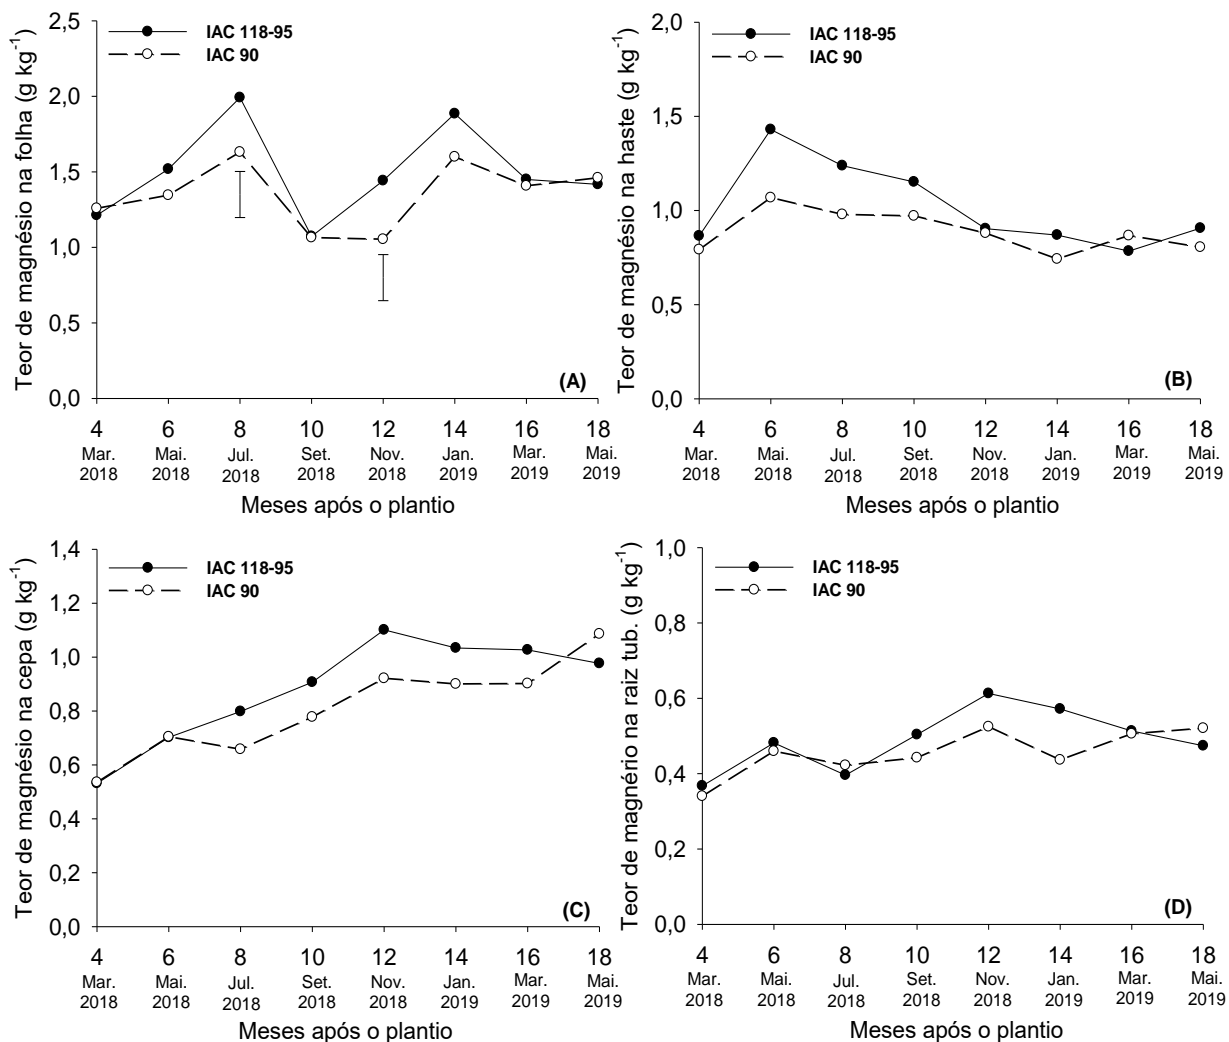 Teor de magnésio na folha (g kg⁻¹)
2,5
2,0
1,5
1,0
0,5
0,0
IAC 118-95
IAC 90
(A)
4 6 8 10 12 14 16 18
Mar. Mai. Jul. Set. Nov. Jan. Mar. Mai.
2018 2018 2018 2018 2018 2019 2019 2019
Meses após o plantio
Teor de magnésio na haste (g kg⁻¹)
2,0
1,5
1,0
0,5
0,0
IAC 118-95
IAC 90
(B)
4 6 8 10 12 14 16 18
Mar. Mai. Jul. Set. Nov. Jan. Mar. Mai.
2018 2018 2018 2018 2018 2019 2019 2019
Meses após o plantio
Teor de magnésio na cepa (g kg⁻¹)
1,4
1,2
1,0
0,8
0,6
0,4
0,2
0,0
IAC 118-95
IAC 90
(C)
4 6 8 10 12 14 16 18
Mar. Mai. Jul. Set. Nov. Jan. Mar. Mai.
2018 2018 2018 2018 2018 2019 2019 2019
Meses após o plantio
Teor de magnério na raiz tub. (g kg⁻¹)
1,0
0,8
0,6
0,4
0,2
0,0
IAC 118-95
IAC 90
(D)
4 6 8 10 12 14 16 18
Mar. Mai. Jul. Set. Nov. Jan. Mar. Mai.
2018 2018 2018 2018 2018 2019 2019 2019
Meses após o plantio